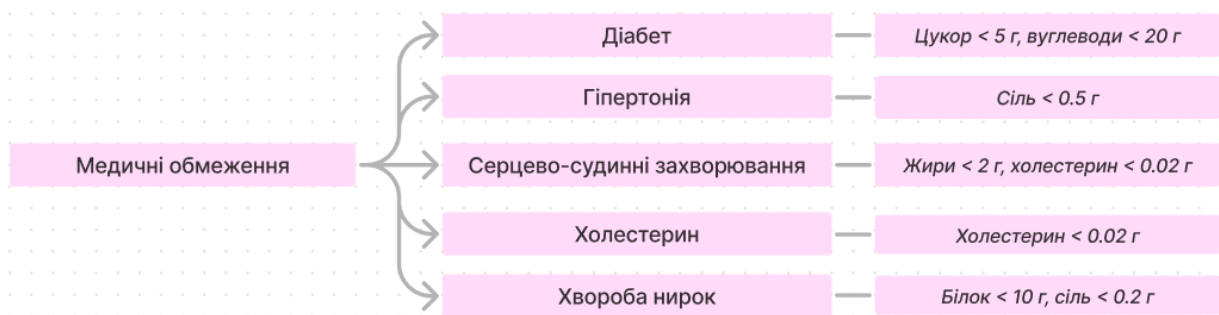 Діабет
Цукор < 5 г, вуглеводи < 20 г
Гіпертонія
Сіль < 0.5 г
Медичні обмеження
Серцево-судинні захворювання
Жири < 2 г, холестерин < 0.02 г
Холестерин
Холестерин < 0.02 г
Хвороба нирок
Білок < 10 г, сіль < 0.2 г